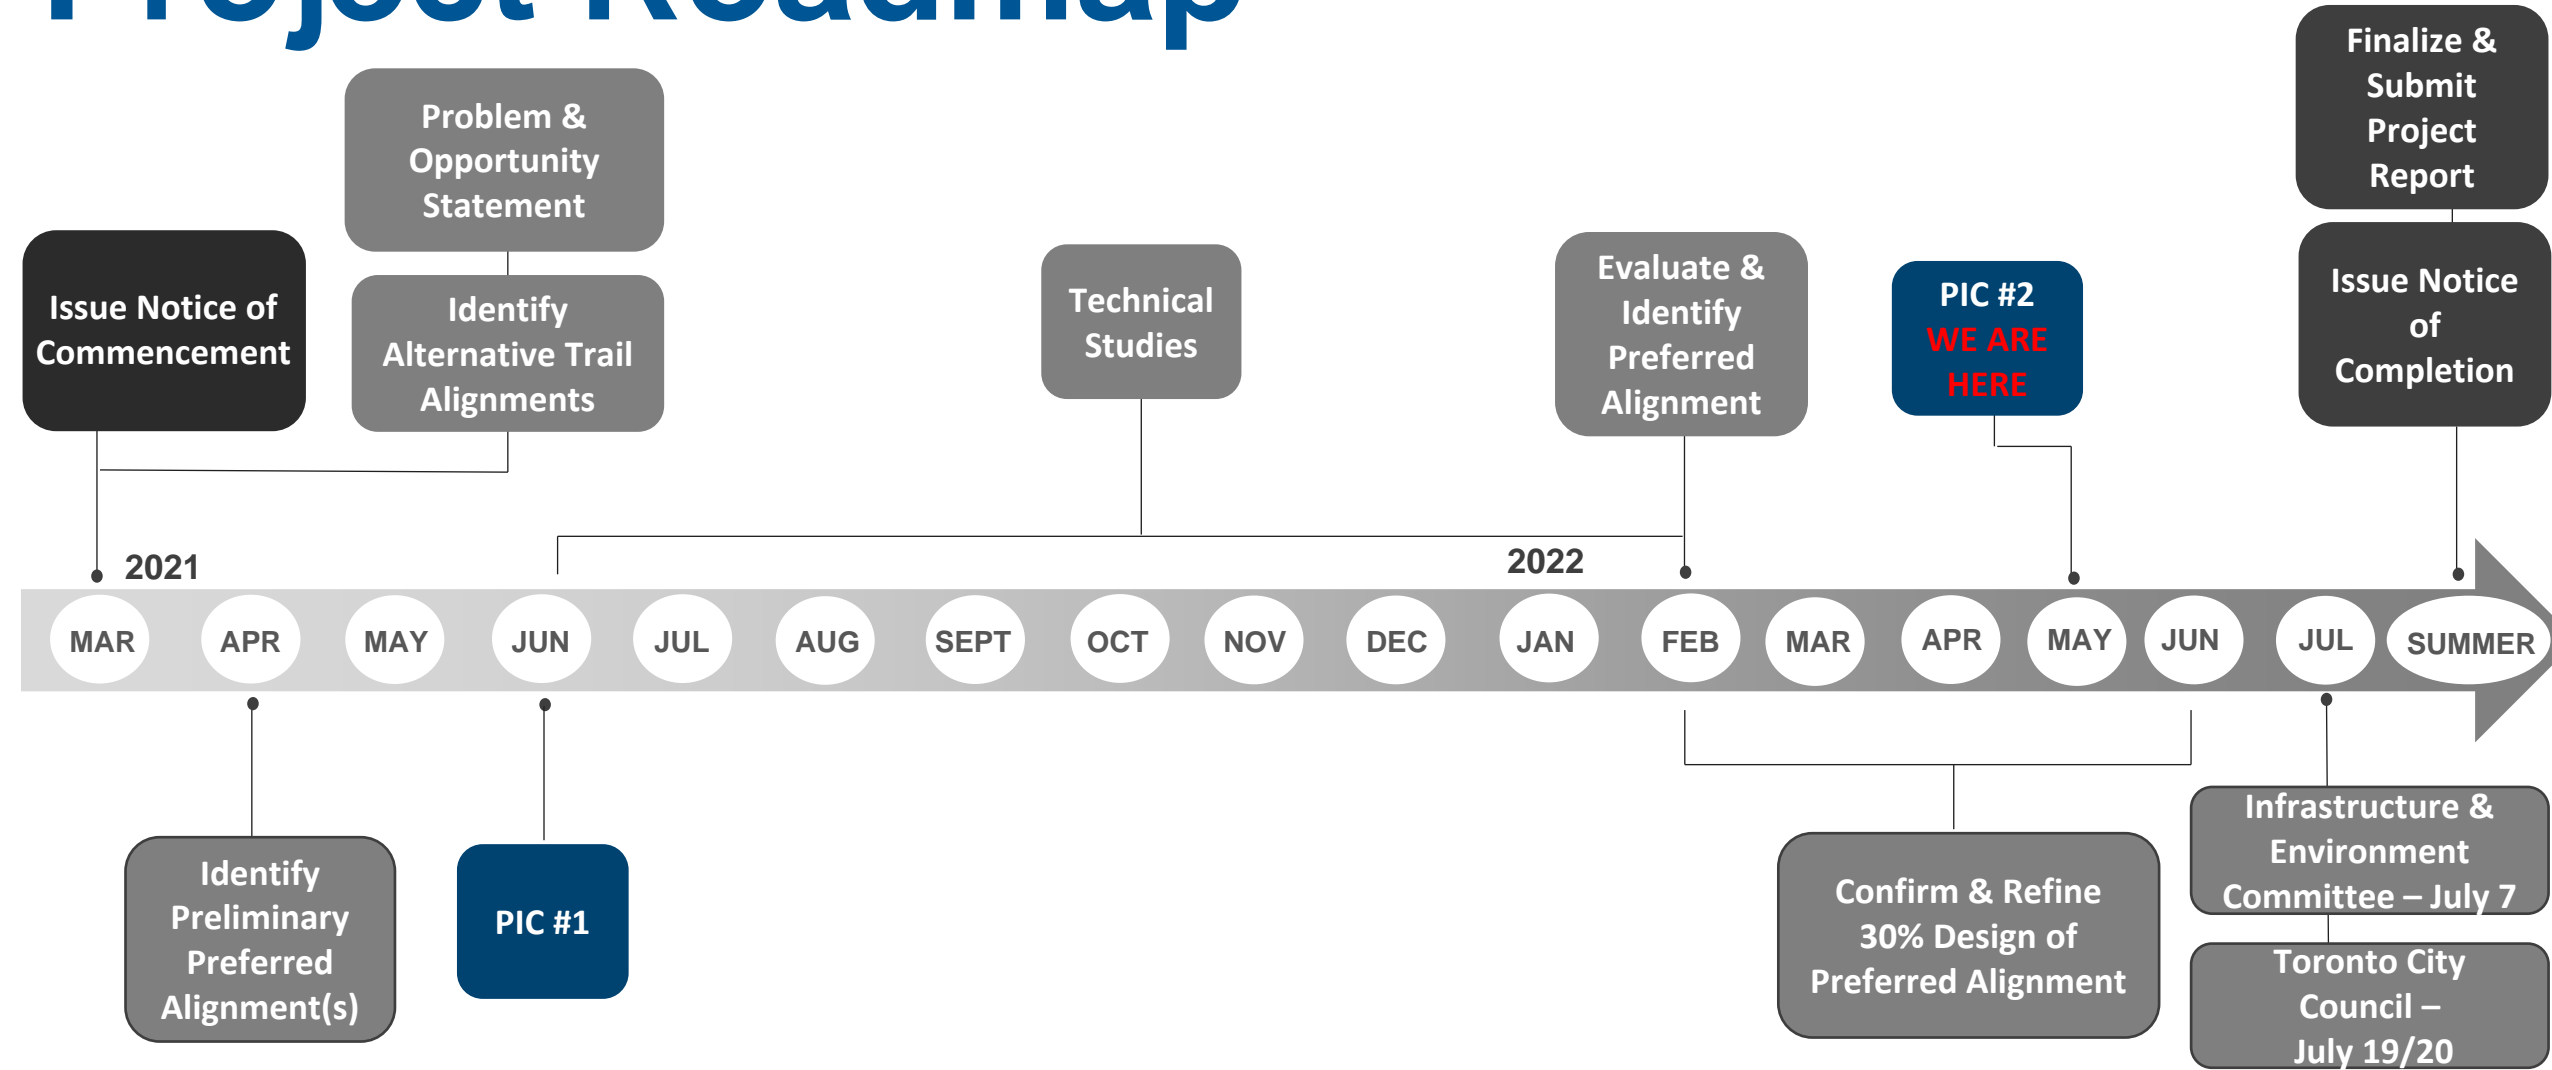 Project Roadmap
Finalize &
Submit
Project
Report
Problem &
Opportunity
Statement
Issue Notice of
Commencement
Identify
Alternative Trail
Alignments
Technical
Studies
Evaluate &
Identify
Preferred
Alignment
PIC #2
WE ARE
HERE
Issue Notice
of
Completion
2021
2022
MAR
APR
MAY
JUN
JUL
AUG
SEPT
OCT
NOV
DEC
JAN
FEB
MAR
APR
MAY
JUN
JUL
SUMMER
Identify
Preliminary
Preferred
Alignment(s)
PIC #1
Confirm & Refine
30% Design of
Preferred Alignment
Infrastructure &
Environment
Committee – July 7
Toronto City
Council –
July 19/20